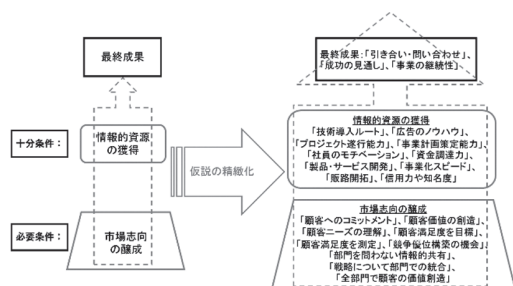 最終成果
十分条件：
情報的資源
の獲得
必要条件：
市場志向
の醸成
仮説の精緻化
最終成果：「引き合い・問い合わせ」、
「成功の見通し」、「事業の継続性」
情報的資源の獲得
「技術導入ルート」、「広告のノウハウ」、
「プロジェクト遂行能力」、「事業計画策定能力」、
「社員のモチベーション」、「資金調達力」、
「製品・サービス開発」、「事業化スピード」、
「販路開拓」、「信用力や知名度」
市場志向の醸成
「顧客へのコミットメント」、「顧客価値の創造」、
「顧客ニーズの理解」、「顧客満足度を目標」、
「顧客満足度を測定」、「競争優位構築の機会」、
「部門を問わない情報的共有」、
「戦略について部門での統合」、
「全部門で顧客の価値創造」